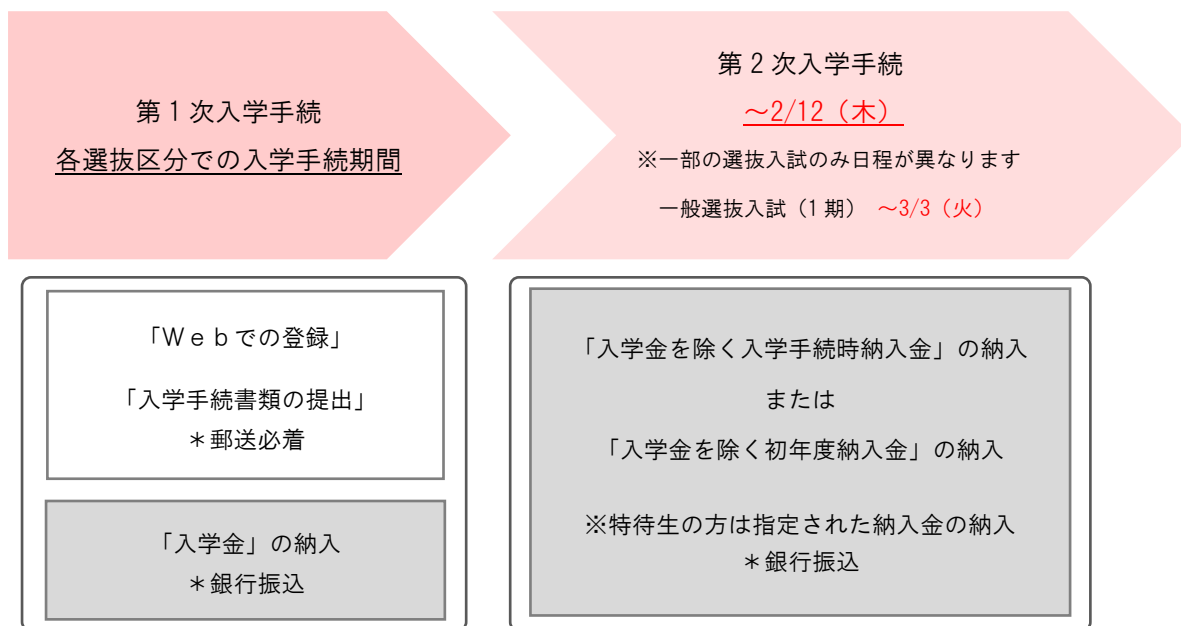 第1次入学手続
各選抜区分での入学手続期間
第2次入学手続
～2/12（木）
※一部の選抜入試のみ日程が異なります
一般選抜入試（1期） ～3/3（火）
「Ｗｅｂでの登録」
「入学手続書類の提出」
＊郵送必着
「入学金」の納入
＊銀行振込
「入学金を除く入学手続時納入金」の納入
または
「入学金を除く初年度納入金」の納入
※特待生の方は指定された納入金の納入
＊銀行振込